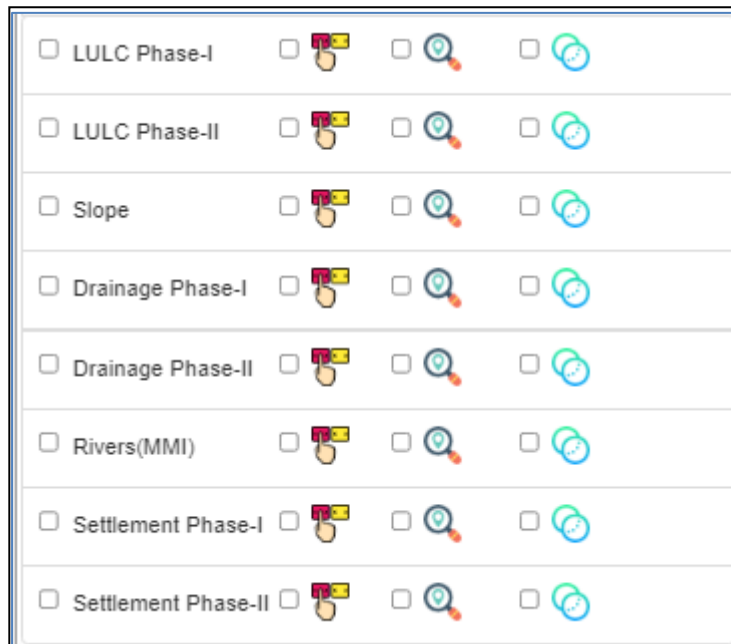 LULC Phase-I
LULC Phase-II
Slope
Drainage Phase-I
Drainage Phase-II
Rivers(MMI)
Settlement Phase-I
Settlement Phase-II